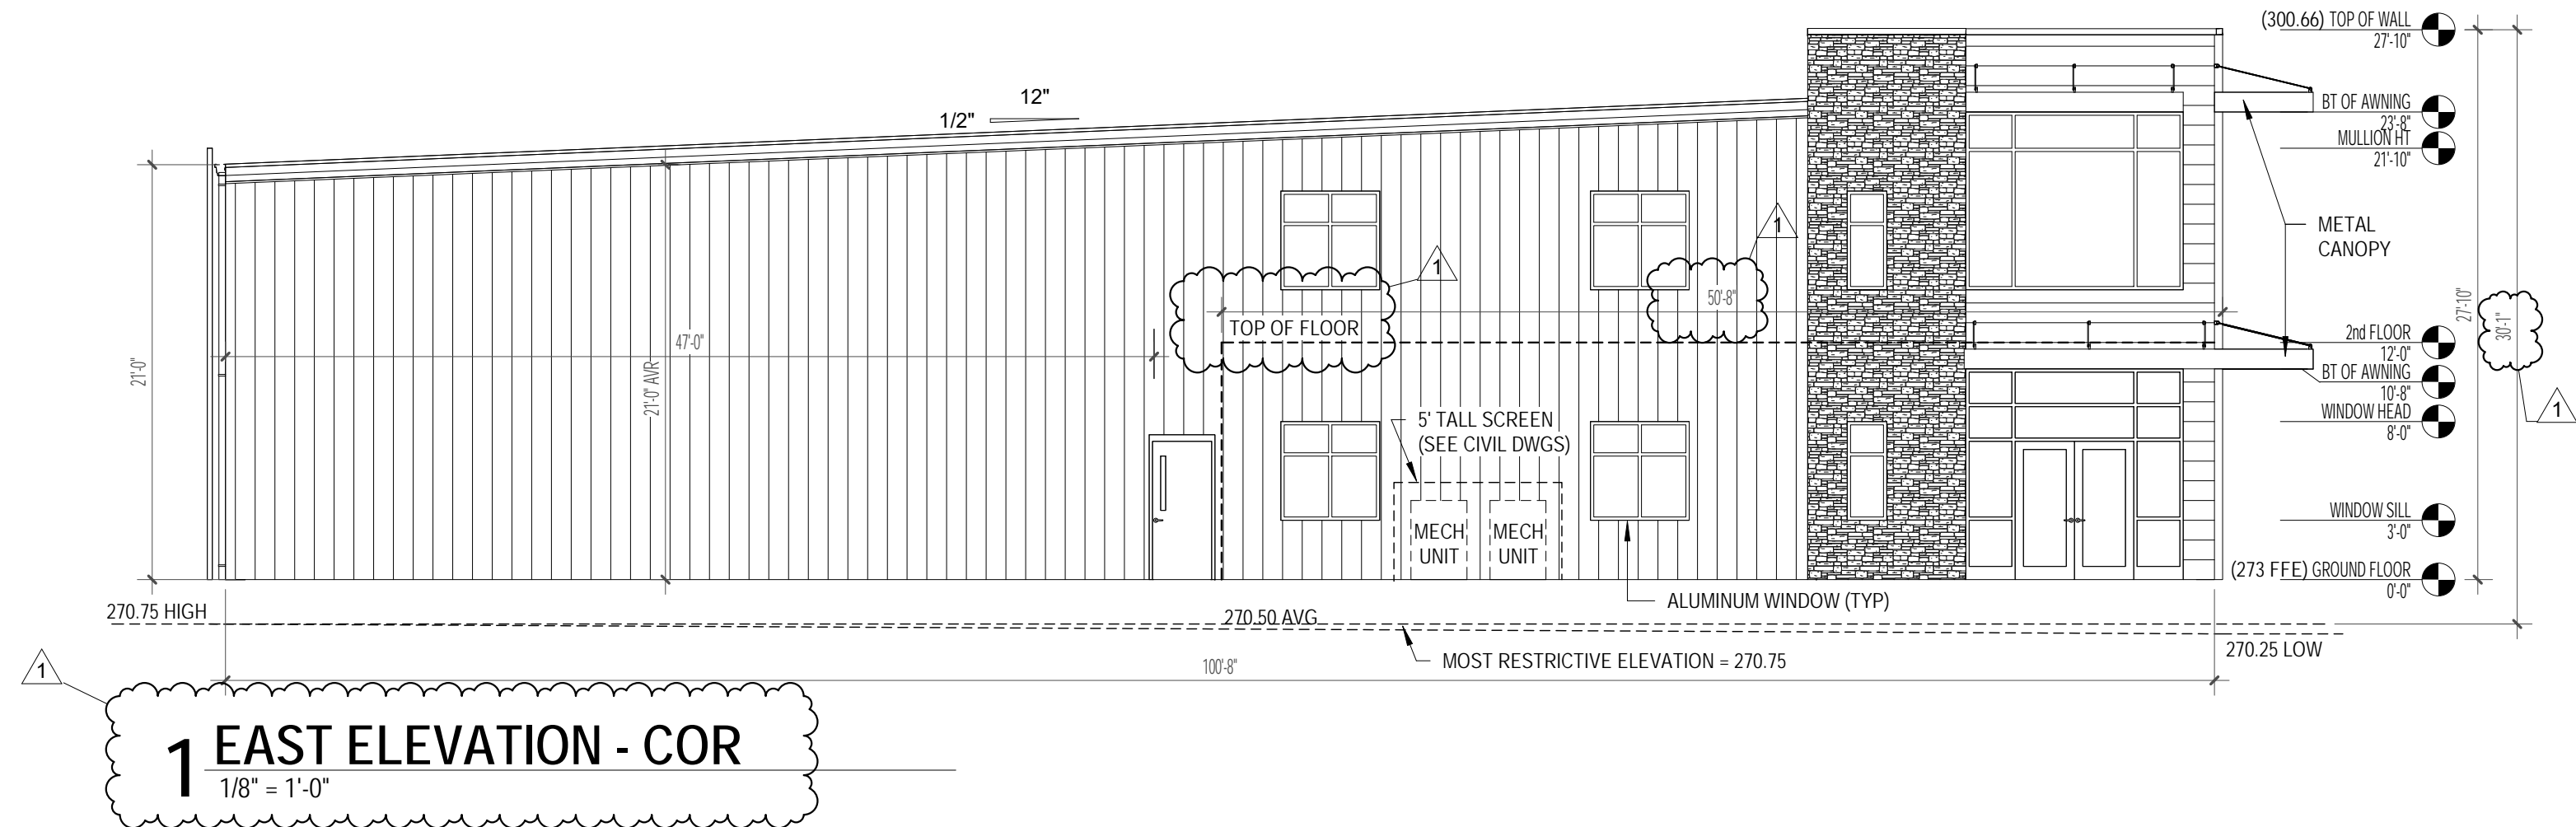 (300.66) TOP OF WALL
27'-10"
12"
1/2"
BT OF AWNING
23'-8"
MULLION HT
21'-10"
1
1
METAL
CANOPY
50'-8"
TOP OF FLOOR
27'-10"
30'-1"
2nd FLOOR
12'-0"
47'-0"
21'-0"
21'-0" AVR
BT OF AWNING
10'-8"
1
WINDOW HEAD
8'-0"
5' TALL SCREEN
(SEE CIVIL DWGS)
WINDOW SILL
3'-0"
MECH
UNIT
MECH
UNIT
(273 FFE) GROUND FLOOR
0'-0"
ALUMINUM WINDOW (TYP)
270.75 HIGH
270.50 AVG
270.25 LOW
MOST RESTRICTIVE ELEVATION = 270.75
100'-8"
1
1 EAST ELEVATION - COR
1/8" = 1'-0"